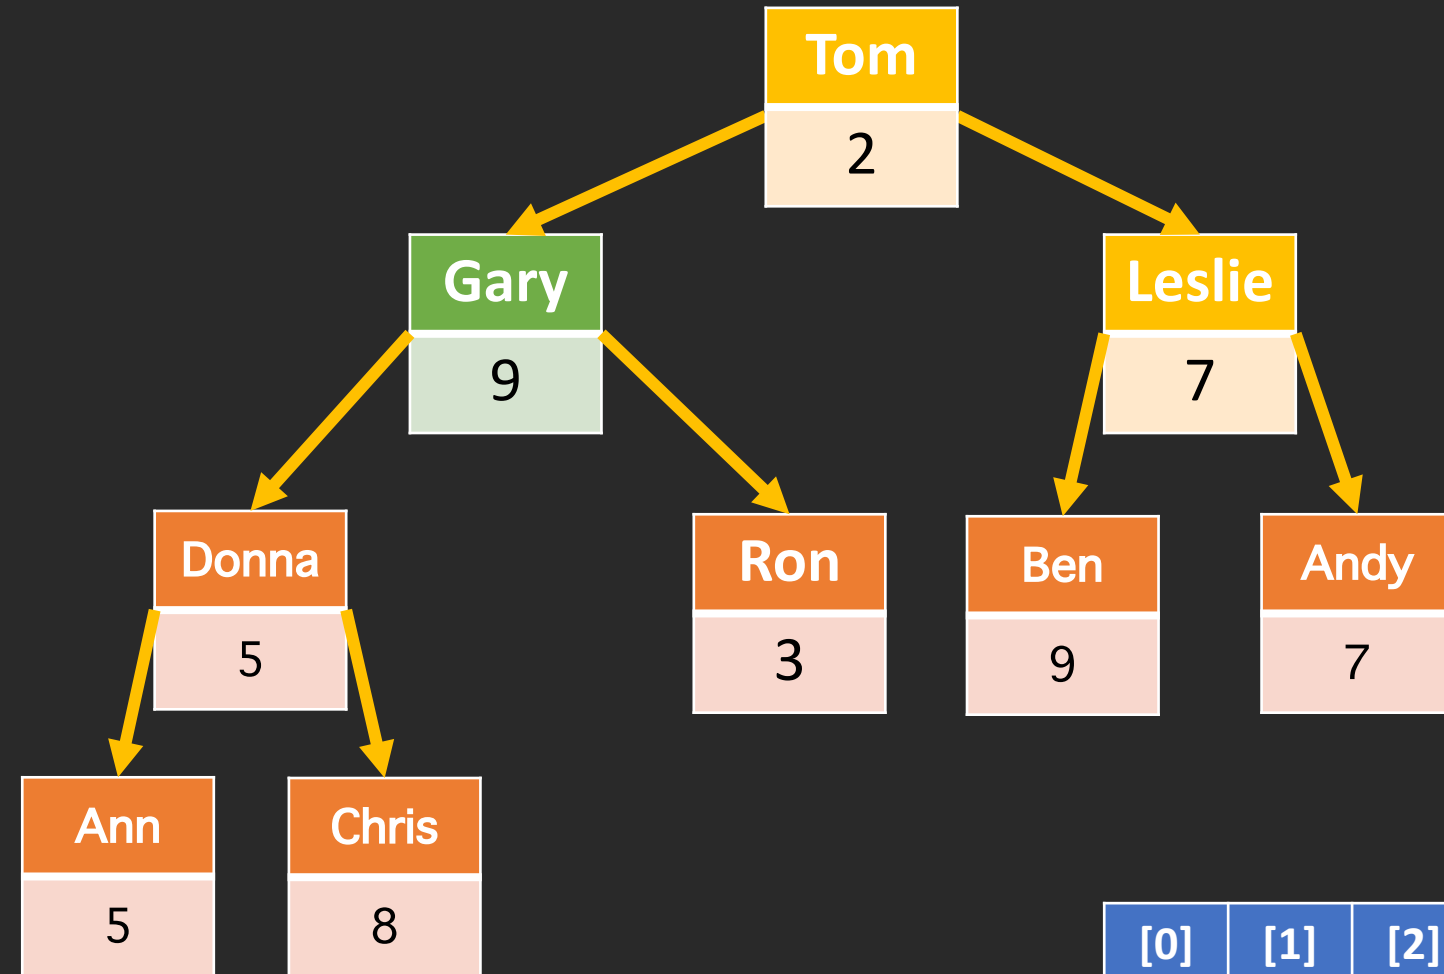 Tom
2
Gary
9
Leslie
7
Donna
5
Ron
3
Ben
9
Andy
7
Ann
5
Chris
8
[0] [1] [2]